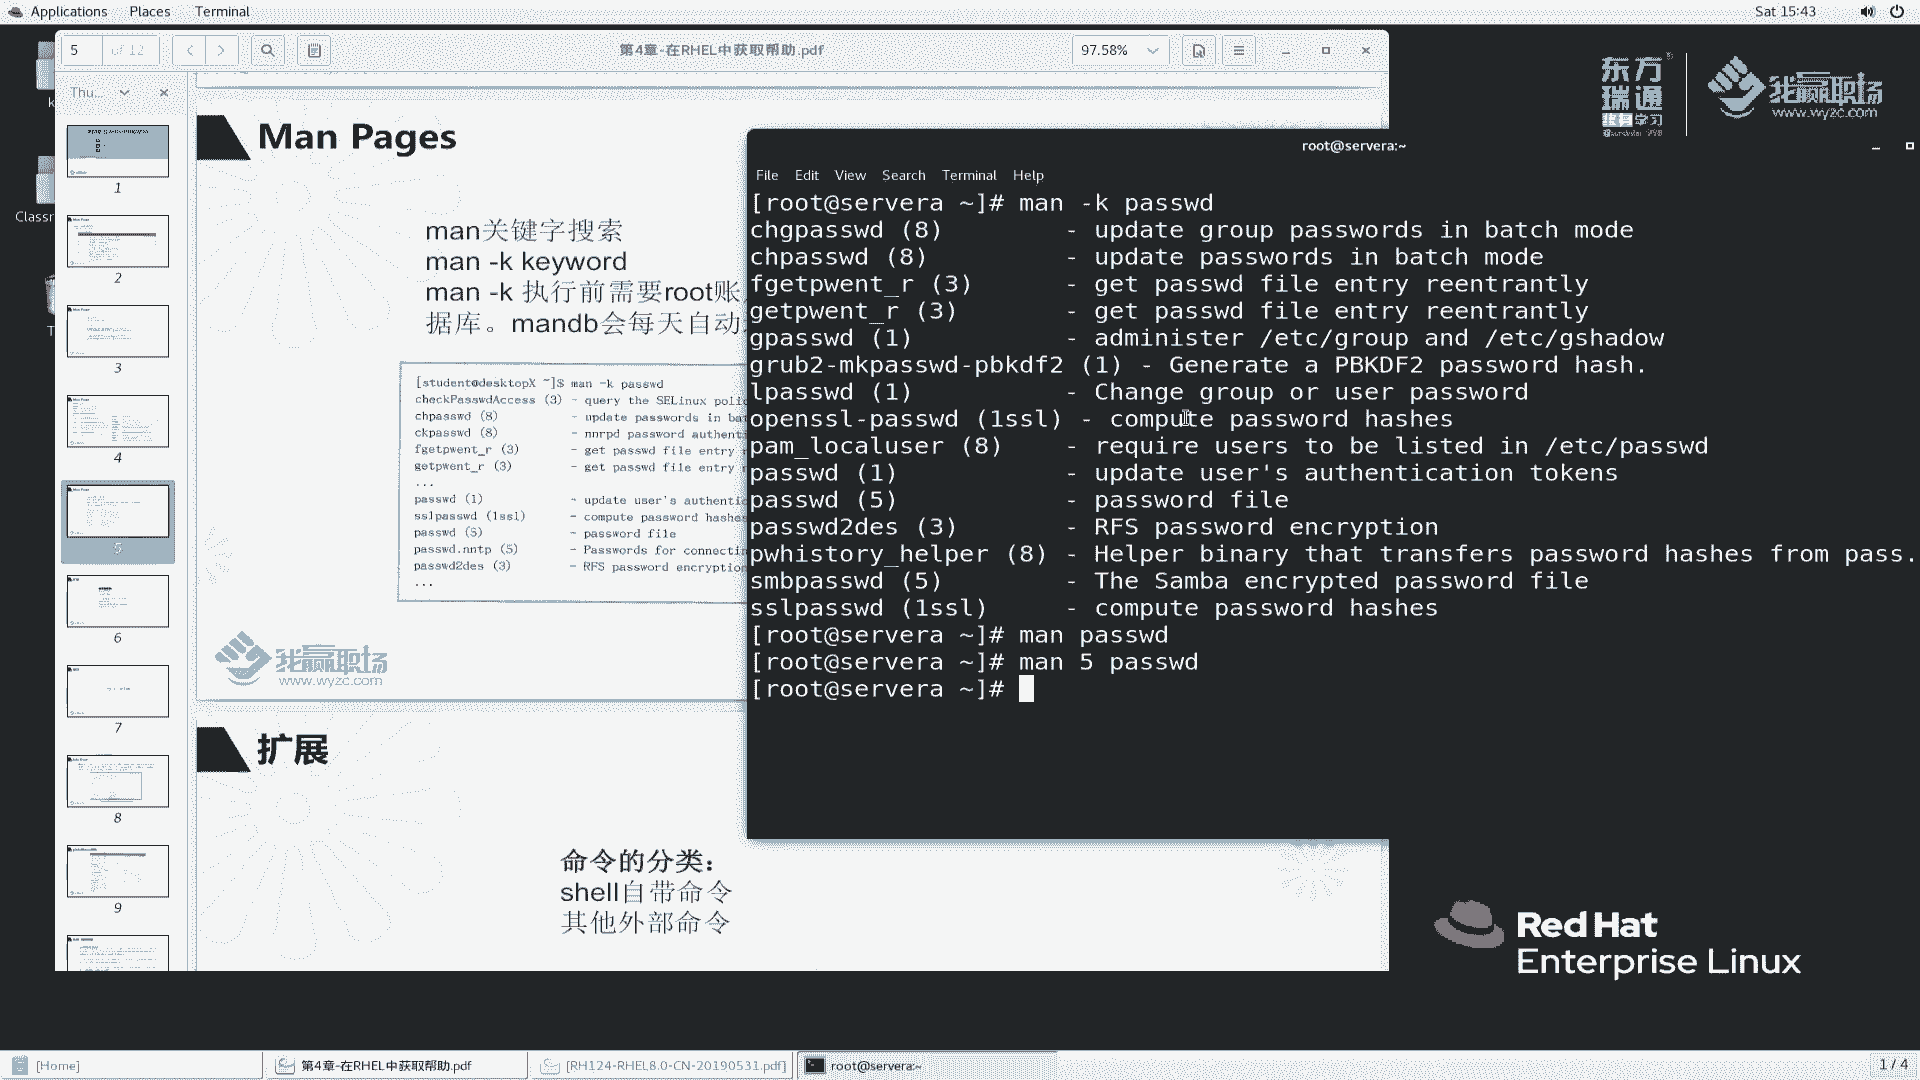 Applications Places Terminal
Sat 15:43
5 of 12
第4章-在RHEL中获取帮助.pdf
97.58%
Thu...
1
2
3
4
5
6
7
8
9
Man Pages
man关键字搜索
man -k keyword
man -k 执行前需要root账
据库。mandb会每天自动
[student@desktopX ~]$ man -k passwd
checkPasswdAccess (3) - query the SELinux poli
chpasswd (8) - update passwords in bat
ckpasswd (8) - nnrpd password authent
fgetpwent_r (3) - get passwd file entry
getpwent_r (3) - get passwd file entry
...
passwd (1) - update user's authentic
sslpasswd (1ssl) - compute password hashe
passwd (5) - password file
passwd.nntp (5) - Passwords for connectin
passwd2des (3) - RFS password encryption
...
我赢职场
www.wyzc.com
扩展
命令的分类：
shell自带命令
其他外部命令
root@servera:~
File Edit View Search Terminal Help
[root@servera ~]# man -k passwd
chgpasswd (8) - update group passwords in batch mode
chpasswd (8) - update passwords in batch mode
fgetpwent_r (3) - get passwd file entry reentrantly
getpwent_r (3) - get passwd file entry reentrantly
gpasswd (1) - administer /etc/group and /etc/gshadow
grub2-mkpasswd-pbkdf2 (1) - Generate a PBKDF2 password hash.
lpasswd (1) - Change group or user password
openssl-passwd (1ssl) - compute password hashes
pam_localuser (8) - require users to be listed in /etc/passwd
passwd (1) - update user's authentication tokens
passwd (5) - password file
passwd2des (3) - RFS password encryption
pwhistory_helper (8) - Helper binary that transfers password hashes from pass.
smbpasswd (5) - The Samba encrypted password file
sslpasswd (1ssl) - compute password hashes
[root@servera ~]# man passwd
[root@servera ~]# man 5 passwd
[root@servera ~]#
东方
瑞通
终身学习
我赢职场
www.wyzc.com
Classr
Red Hat
Enterprise Linux
[Home]
第4章-在RHEL中获取帮助.pdf
[RH124-RHEL8.0-CN-20190531.pdf]
root@servera:~
1 / 4